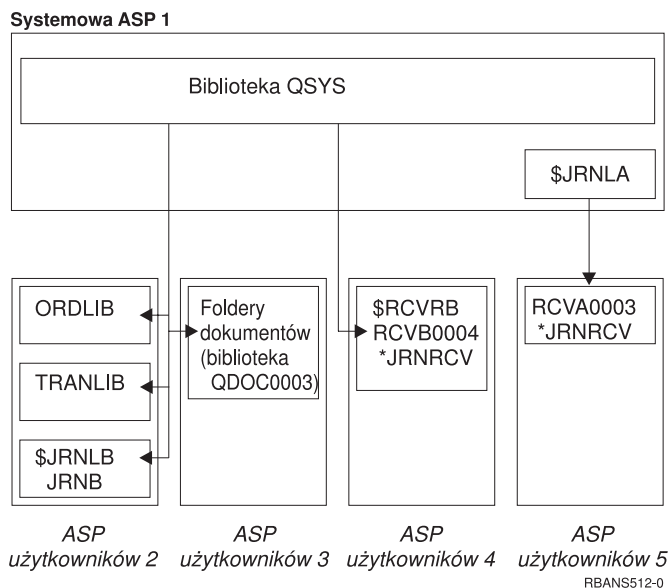 Systemowa ASP 1
Biblioteka QSYS
$JRNLA
ORDLIB
TRANLIB
$JRNLB
JRNB
Foldery
dokumentów
(biblioteka
QDOC0003)
$RCVRB
RCVB0004
*JRNRCV
RCVA0003
*JRNRCV
ASP
użytkowników 2
ASP
użytkowników 3
ASP
użytkowników 4
ASP
użytkowników 5
RBANS512-0